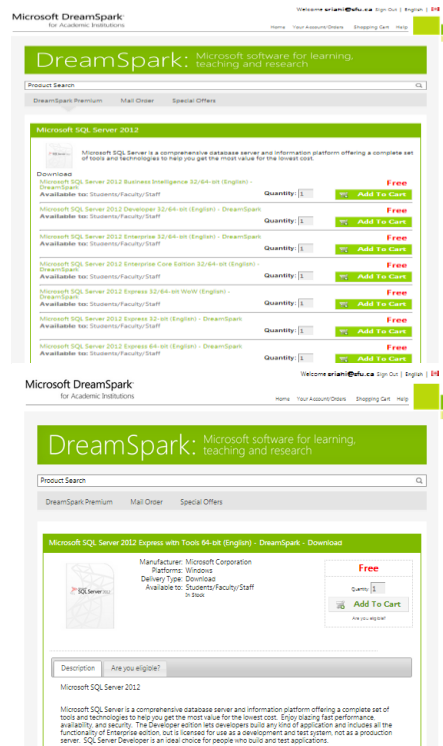 Welcome eriahi@sfu.ca Sign Out | English |
Microsoft DreamSpark
for Academic Institutions
Home Your Account/Orders Shopping Cart Help
DreamSpark: Microsoft software for learning,
teaching and research
Product Search
DreamSpark Premium Mail Order Special Offers
Microsoft SQL Server 2012
Microsoft SQL Server is a comprehensive database server and information platform offering a complete set
of tools and technologies to help you get the most value for the lowest cost.
Download
Microsoft SQL Server 2012 Business Intelligence 32/64-bit (English) - Free
DreamSpark
Available to: Students/Faculty/Staff Quantity: 1 Add To Cart
Microsoft SQL Server 2012 Developer 32/64-bit (English) - DreamSpark Free
Available to: Students/Faculty/Staff Quantity: 1 Add To Cart
Microsoft SQL Server 2012 Enterprise 32/64-bit (English) - DreamSpark Free
Available to: Students/Faculty/Staff Quantity: 1 Add To Cart
Microsoft SQL Server 2012 Enterprise Core Edition 32/64-bit (English) - Free
DreamSpark
Available to: Students/Faculty/Staff Quantity: 1 Add To Cart
Microsoft SQL Server 2012 Express 32/64-bit WoW (English) - Free
DreamSpark
Available to: Students/Faculty/Staff Quantity: 1 Add To Cart
Microsoft SQL Server 2012 Express 32-bit (English) - DreamSpark Free
Available to: Students/Faculty/Staff Quantity: 1 Add To Cart
Microsoft SQL Server 2012 Express 64-bit (English) - DreamSpark Free
Available to: Students/Faculty/Staff Quantity: 1 Add To Cart
Welcome eriahi@sfu.ca Sign Out | English |
Microsoft DreamSpark
for Academic Institutions
Home Your Account/Orders Shopping Cart Help
DreamSpark: Microsoft software for learning,
teaching and research
Product Search
DreamSpark Premium Mail Order Special Offers
Microsoft SQL Server 2012 Express with Tools 64-bit (English) - DreamSpark - Download
Manufacturer: Microsoft Corporation
Platforms: Windows
Delivery Type: Download
Available to: Students/Faculty/Staff
In Stock
SQL Server 2012
Free
Quantity 1
Add To Cart
Are you eligible?
Description Are you eligible?
Microsoft SQL Server 2012
Microsoft SQL Server is a comprehensive database server and information platform offering a complete set of
tools and technologies to help you get the most value for the lowest cost. Enjoy blazing fast performance,
availability, and security. The Developer edition lets developers build any kind of application and includes all the
functionality of Enterprise edition, but is licensed for use as a development and test system, not as a production
server. SQL Server Developer is an ideal choice for people who build and test applications.